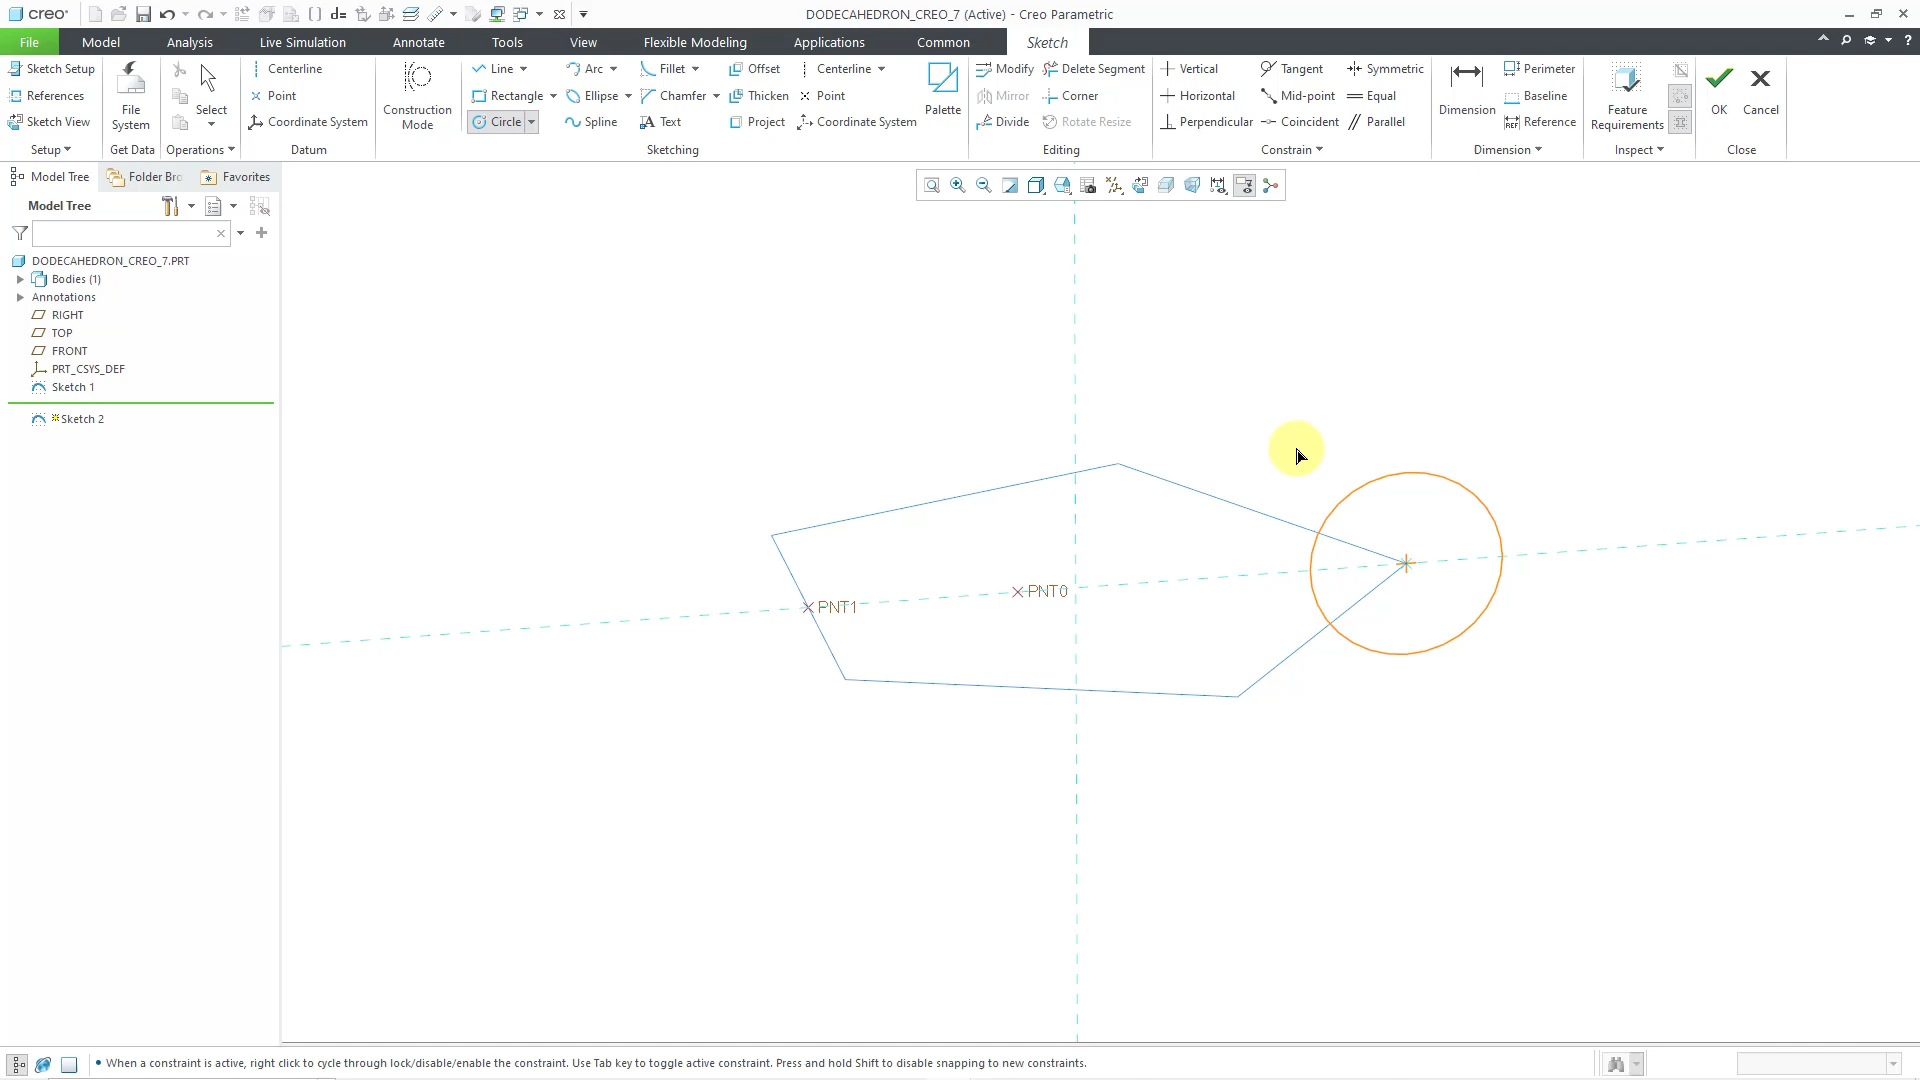 creo
DODECAHEDRON_CREO_7 (Active) - Creo Parametric
File
Model
Analysis
Live Simulation
Annotate
Tools
View
Flexible Modeling
Applications
Common
Sketch
Sketch Setup
References
Sketch View
Setup
File System
Get Data
Select
Operations
Centerline
Point
Coordinate System
Datum
Construction Mode
Line
Arc
Fillet
Offset
Centerline
Rectangle
Ellipse
Chamfer
Thicken
Point
Circle
Spline
Text
Project
Coordinate System
Palette
Sketching
Modify
Delete Segment
Mirror
Corner
Divide
Rotate Resize
Editing
Vertical
Tangent
Symmetric
Horizontal
Mid-point
Equal
Perpendicular
Coincident
Parallel
Constrain
Dimension
Perimeter
Baseline
Reference
Dimension
Feature Requirements
Inspect
OK
Cancel
Close
Model Tree
Folder Bro
Favorites
Model Tree
DODECAHEDRON_CREO_7.PRT
Bodies (1)
Annotations
RIGHT
TOP
FRONT
PRT_CSYS_DEF
Sketch 1
Sketch 2
PNT0
PNT1
• When a constraint is active, right click to cycle through lock/disable/enable the constraint. Use Tab key to toggle active constraint. Press and hold Shift to disable snapping to new constraints.